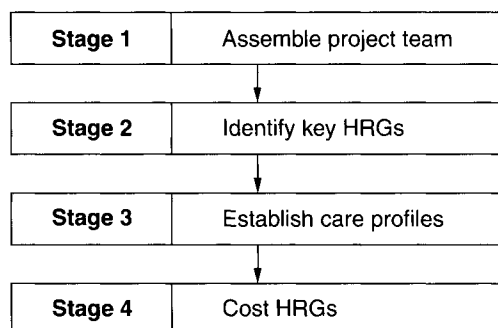 Stage 1 Assemble project team
Stage 2 Identify key HRGs
Stage 3 Establish care profiles
Stage 4 Cost HRGs